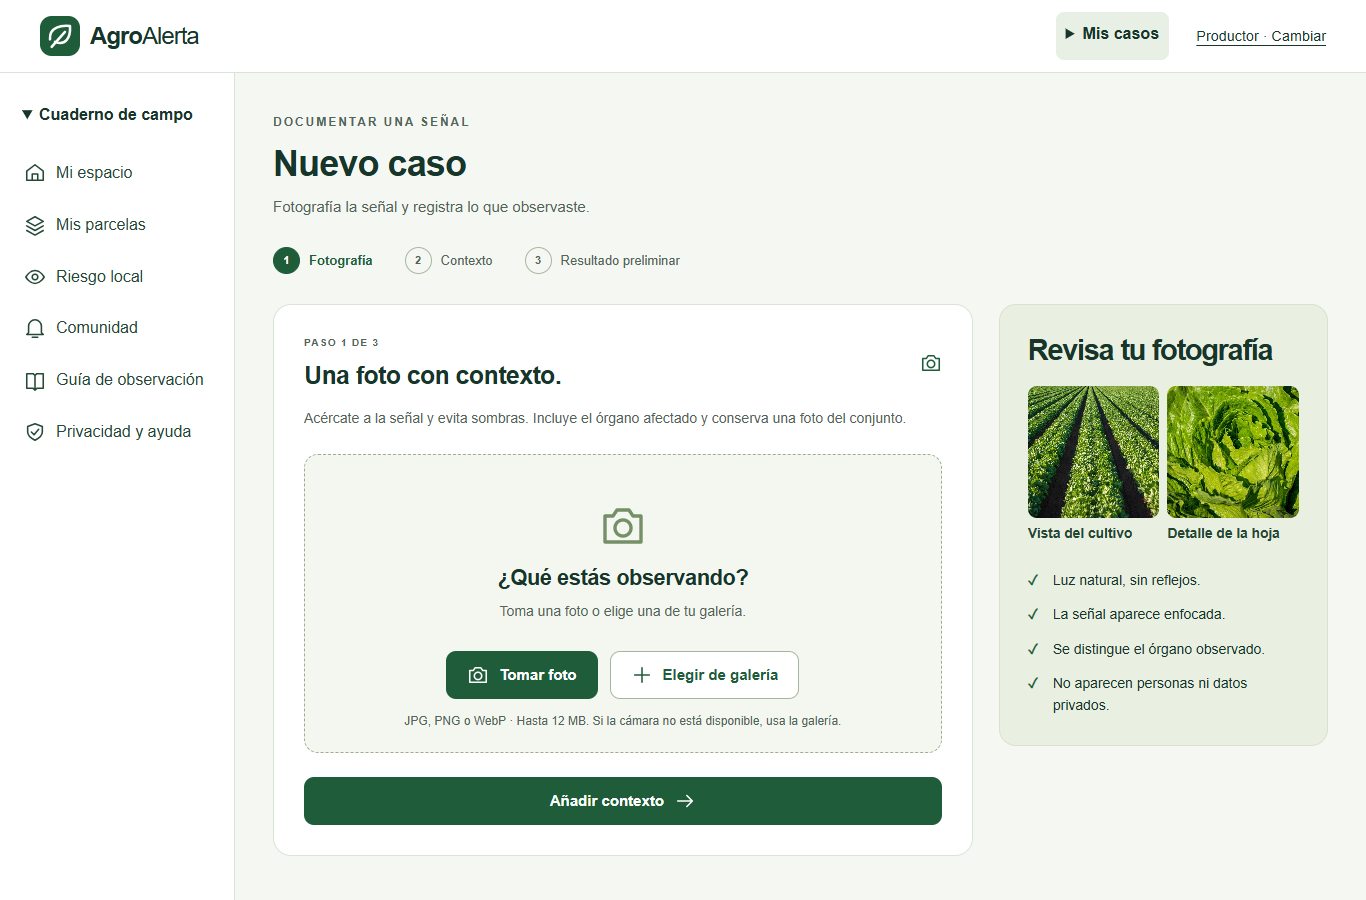 AgroAlerta
Mis casos
Productor · Cambiar
Cuaderno de campo
Mi espacio
Mis parcelas
Riesgo local
Comunidad
Guía de observación
Privacidad y ayuda
DOCUMENTAR UNA SEÑAL
Nuevo caso
Fotografía la señal y registra lo que observaste.
1 Fotografía
2 Contexto
3 Resultado preliminar
PASO 1 DE 3
Una foto con contexto.
Acércate a la señal y evita sombras. Incluye el órgano afectado y conserva una foto del conjunto.
¿Qué estás observando?
Toma una foto o elige una de tu galería.
Tomar foto
Elegir de galería
JPG, PNG o WebP · Hasta 12 MB. Si la cámara no está disponible, usa la galería.
Añadir contexto
Revisa tu fotografía
Vista del cultivo
Detalle de la hoja
Luz natural, sin reflejos.
La señal aparece enfocada.
Se distingue el órgano observado.
No aparecen personas ni datos
privados.